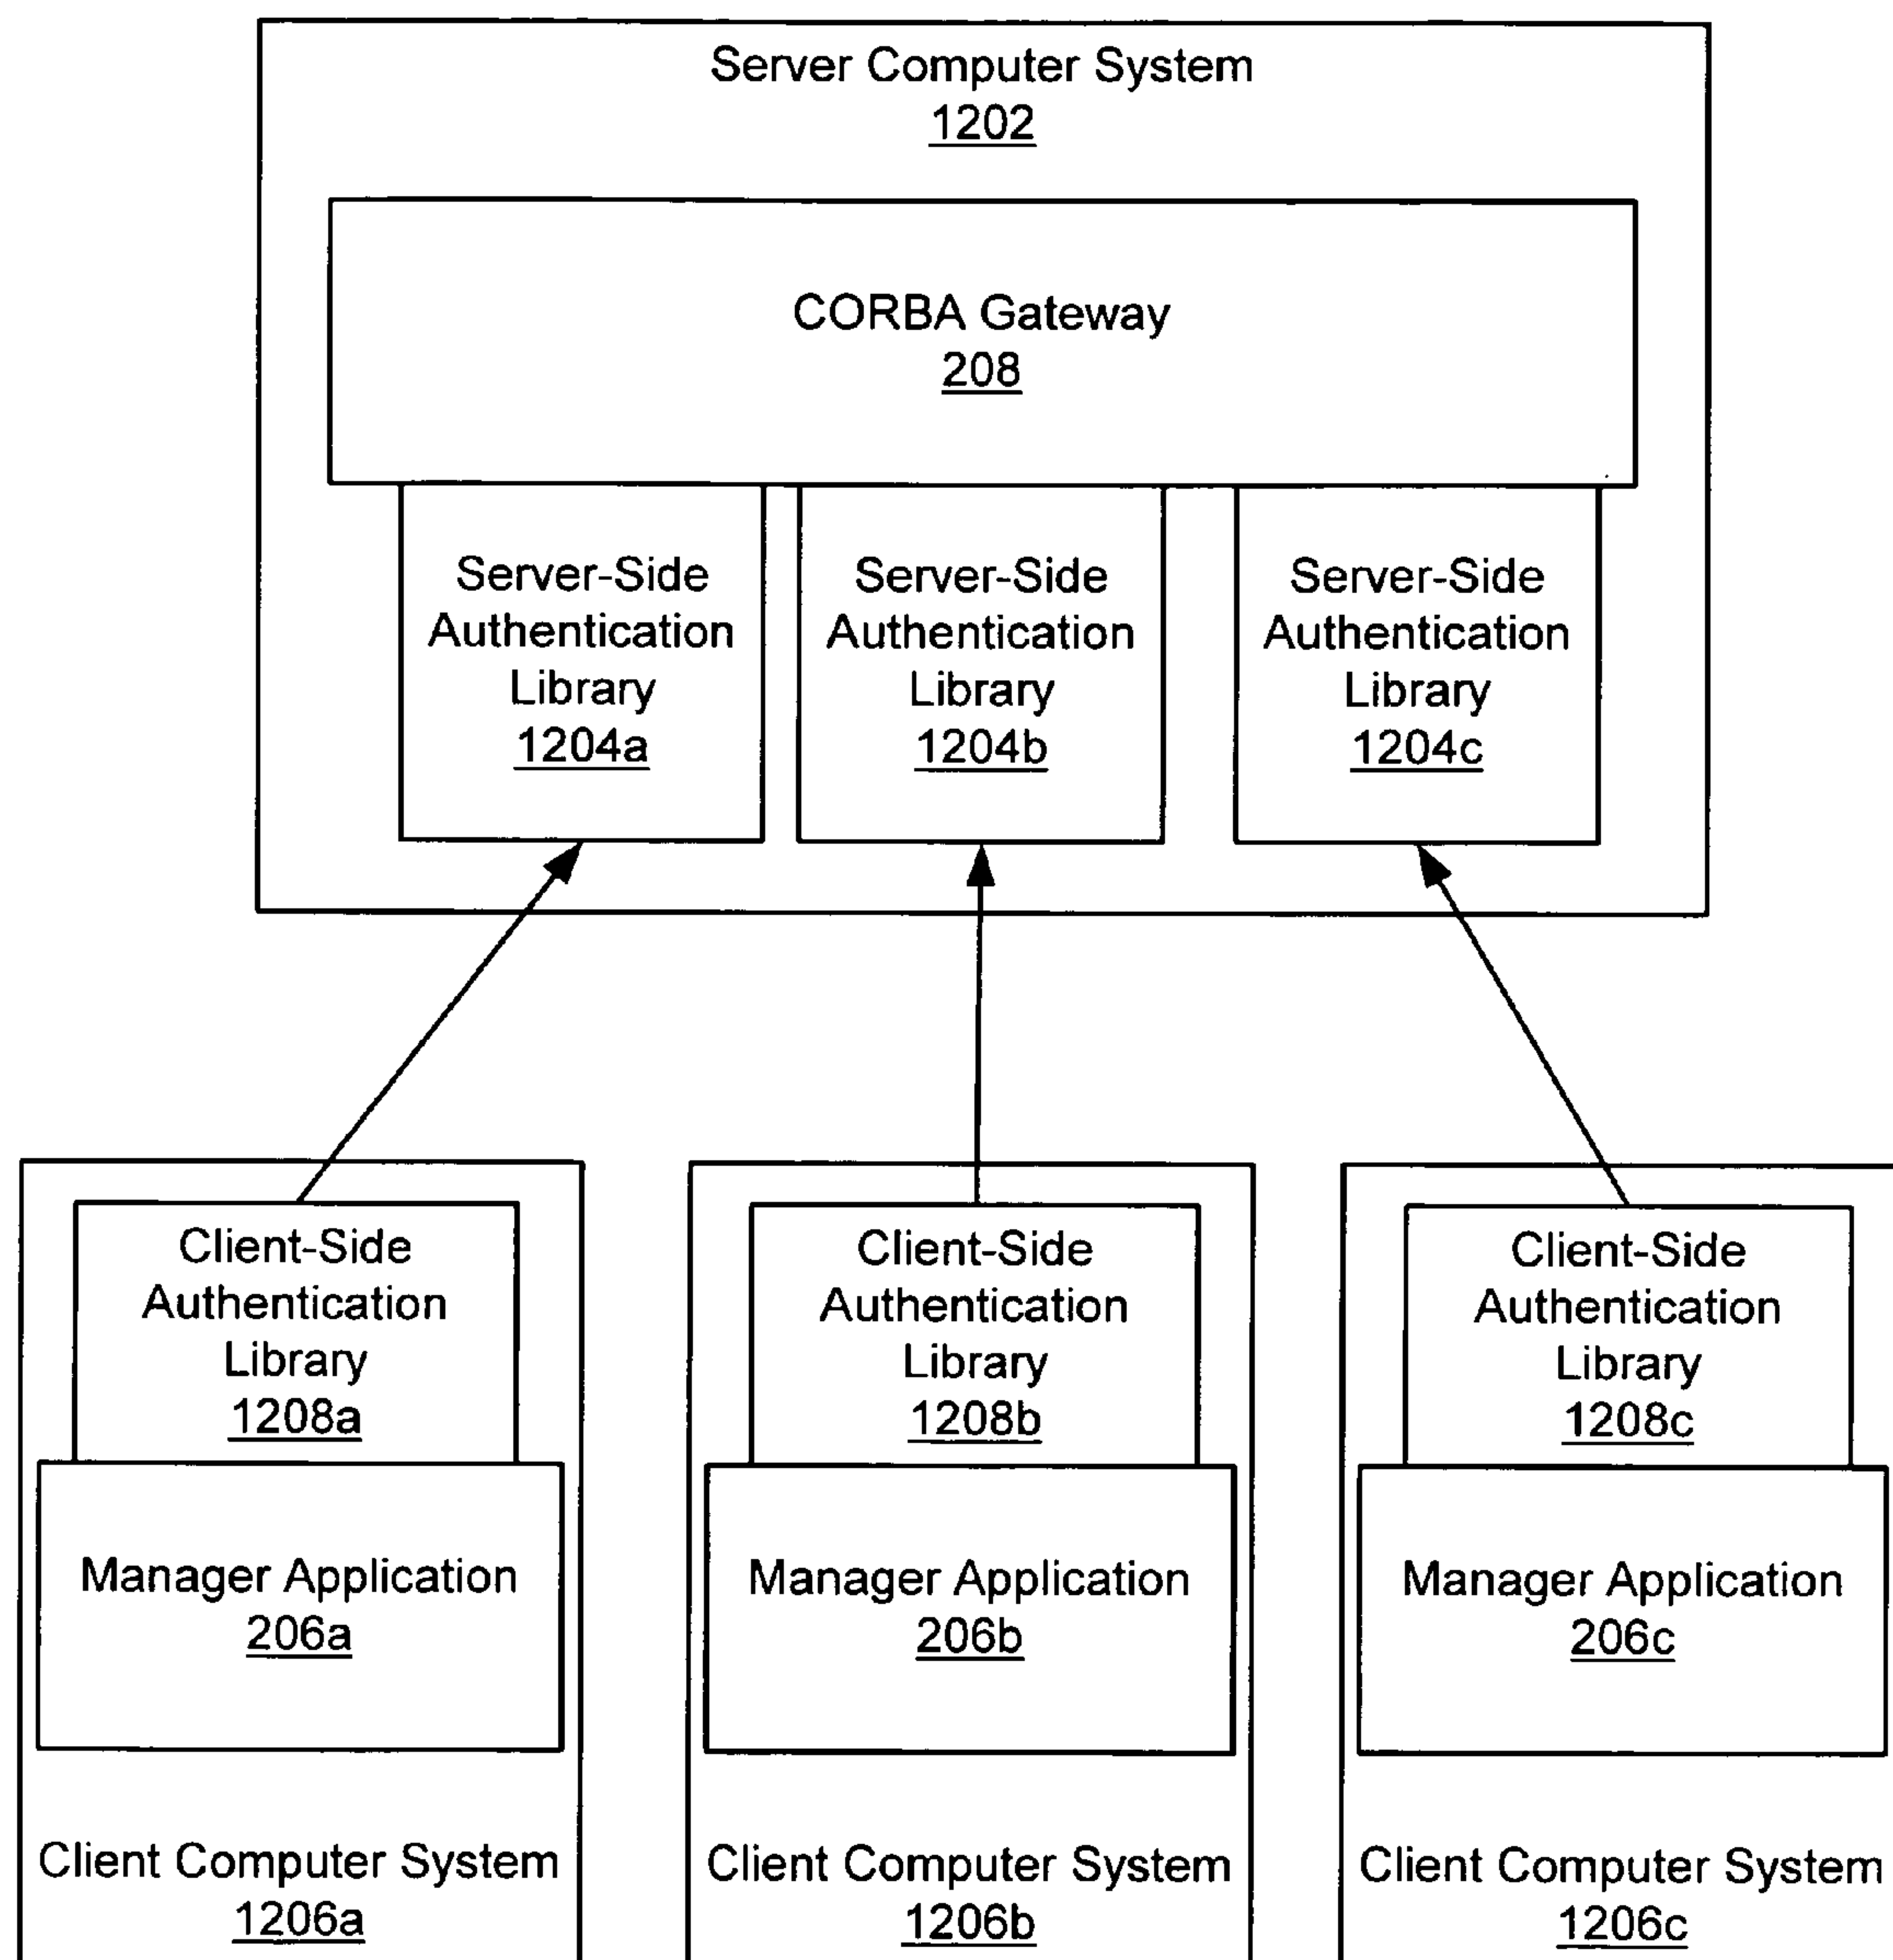 Server Computer System
1202
CORBA Gateway
208
Server-Side
Authentication
Library
1204a
Server-Side
Authentication
Library
1204b
Server-Side
Authentication
Library
1204c
Client-Side
Authentication
Library
1208a
Manager Application
206a
Client Computer System
1206a
Client-Side
Authentication
Library
1208b
Manager Application
206b
Client Computer System
1206b
Client-Side
Authentication
Library
1208c
Manager Application
206c
Client Computer System
1206c